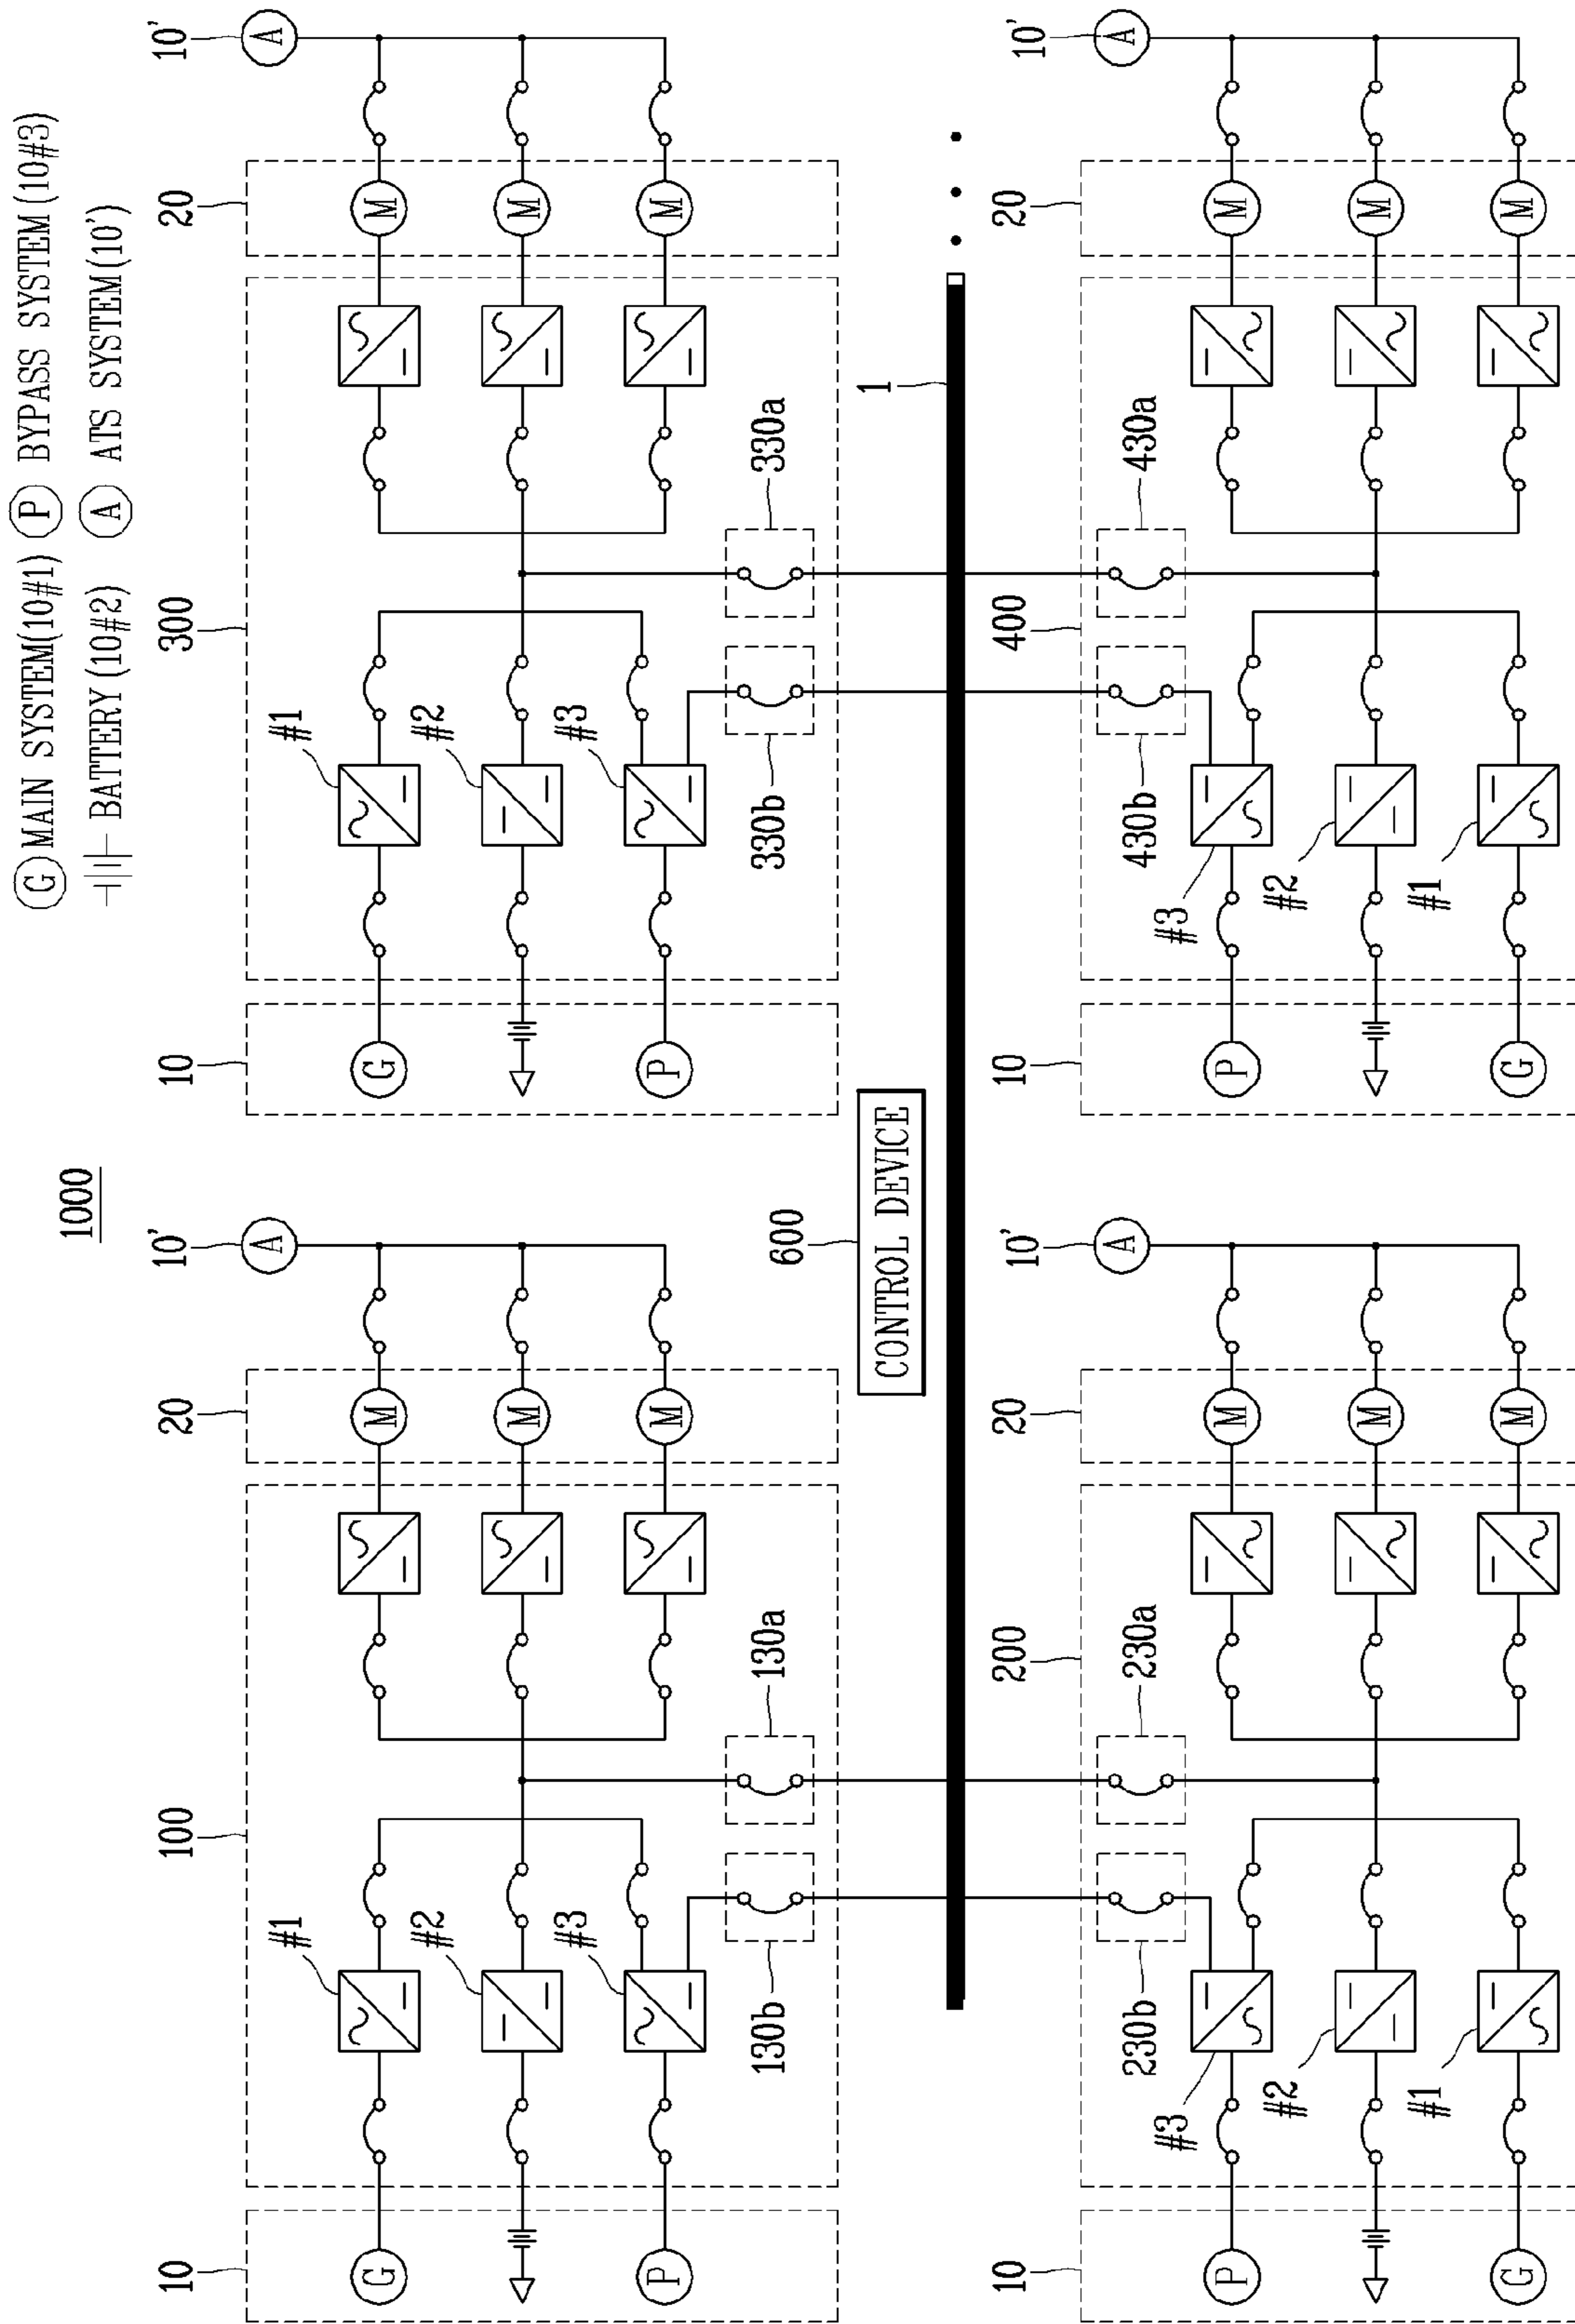 G MAIN SYSTEM(10#1) P BYPASS SYSTEM (10#3)
BATTERY (10#2) A ATS SYSTEM (10')
1000
10 100 20 10' 10 300 20 10'
A A
#1 #1
G M G M
#2 #2
M M
#3 #3
P M P M
130b 130a 330b 330a
600
CONTROL DEVICE 1
10 200 20 10' 10 400 20 10'
A A
230b 230a 430b 430a
#3 #3
P M P M
#2 #2
M M
#1 #1
G M G M